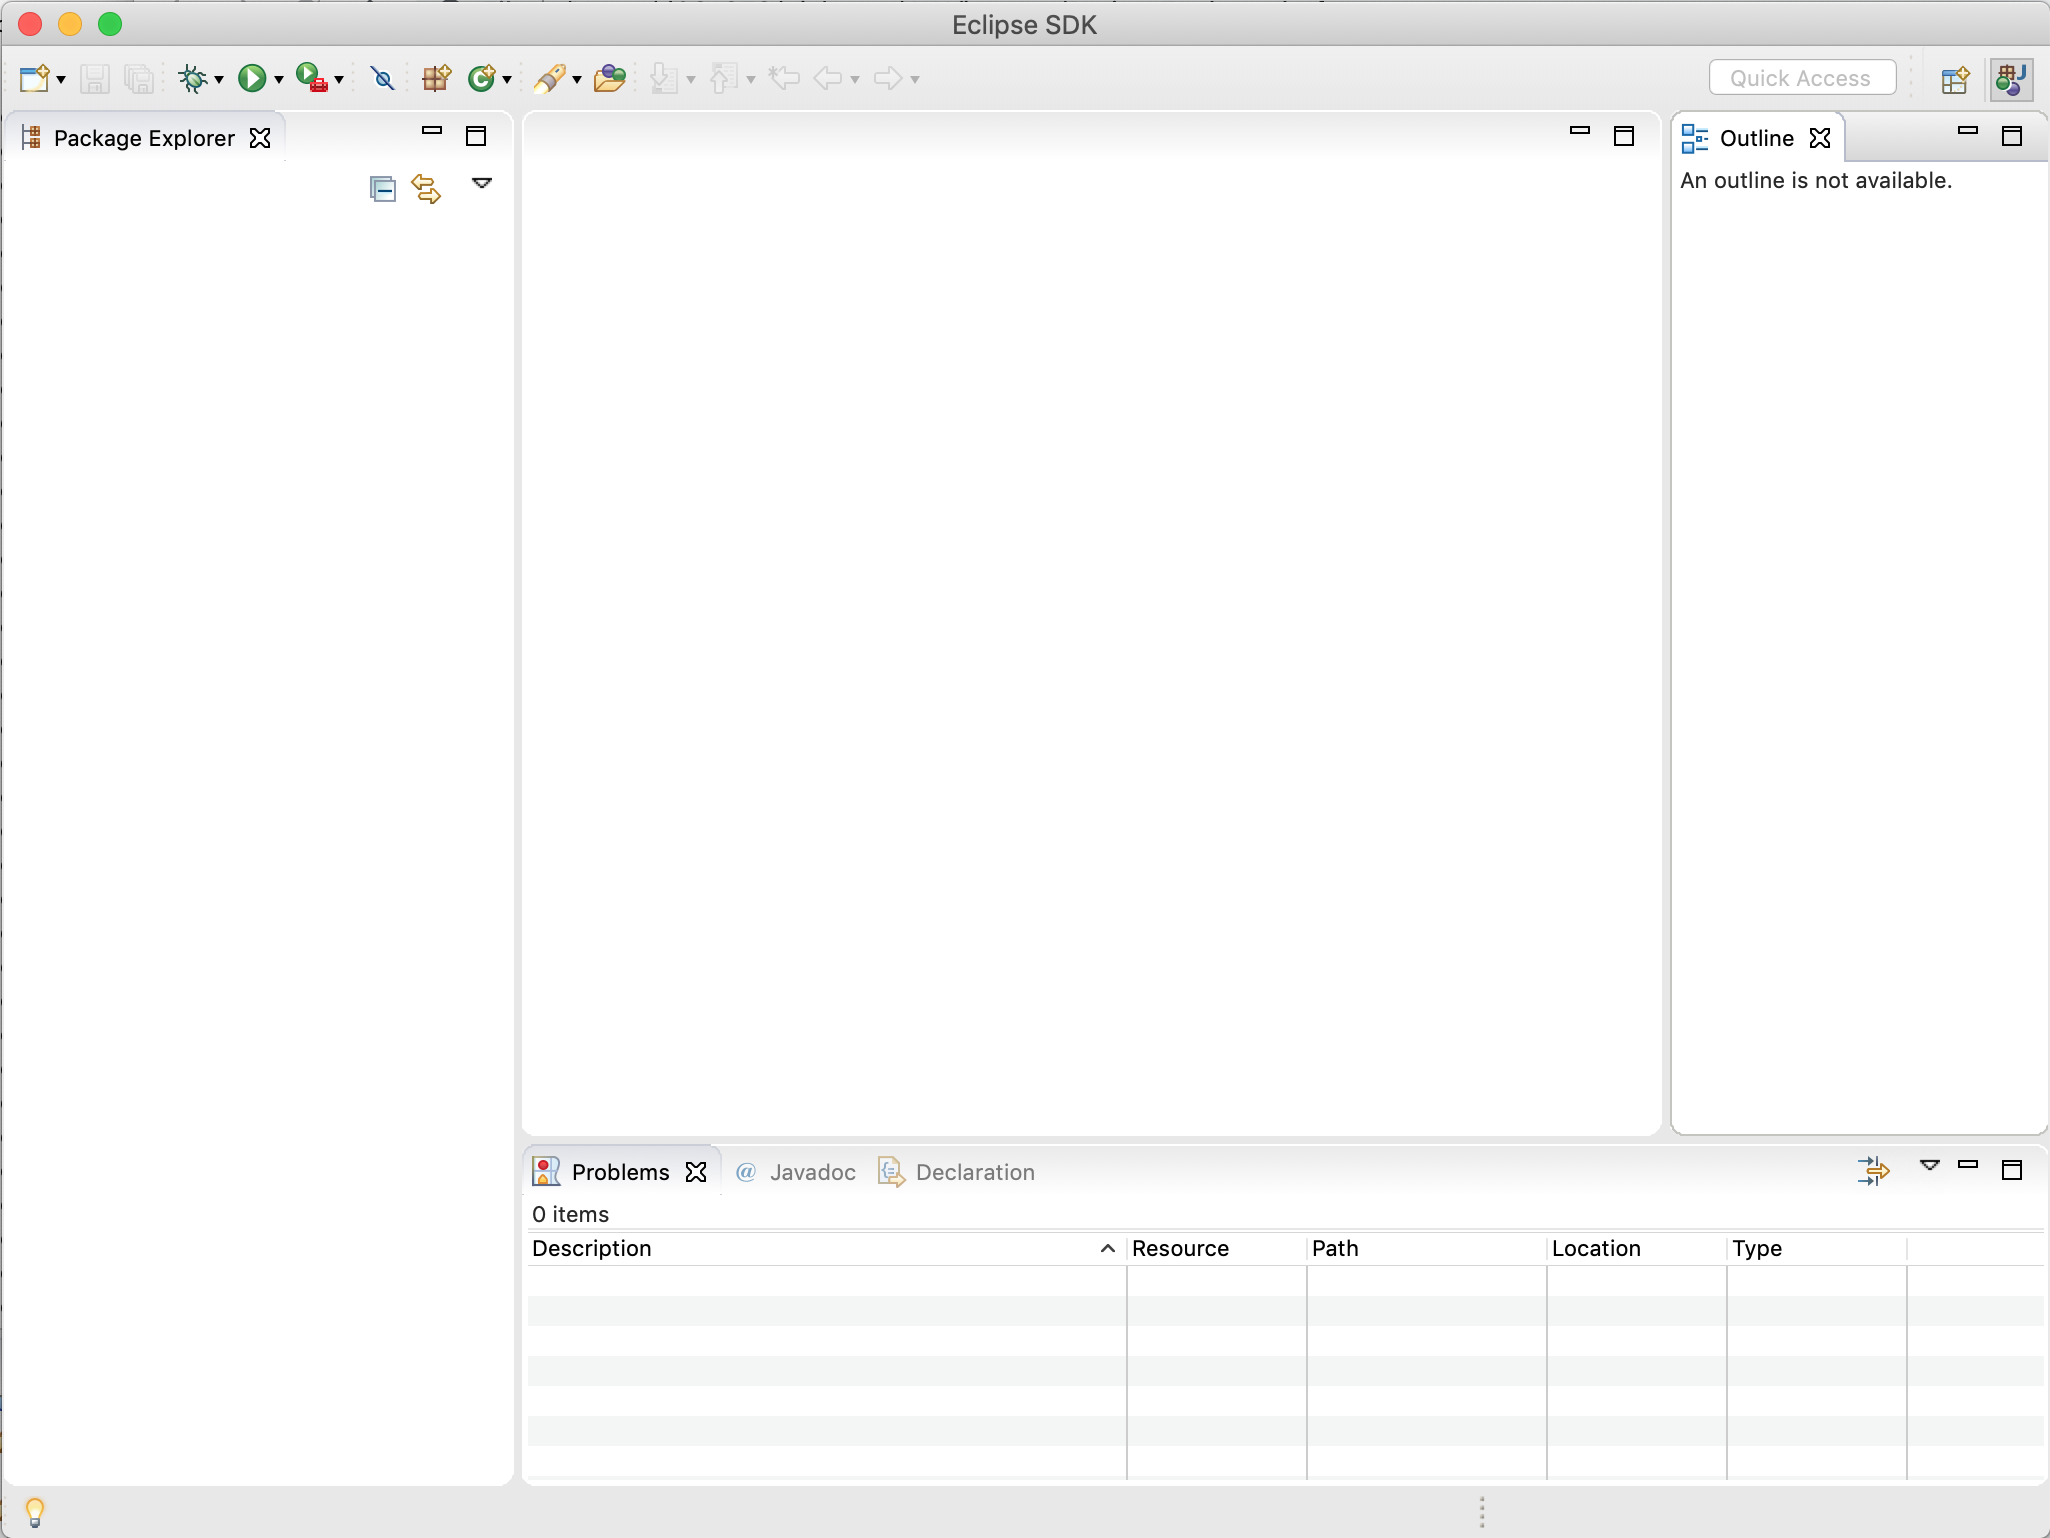 Eclipse SDK
Quick Access
Package Explorer
Outline
An outline is not available.
Problems
@ Javadoc
Declaration
0 items
Description Resource Path Location Type